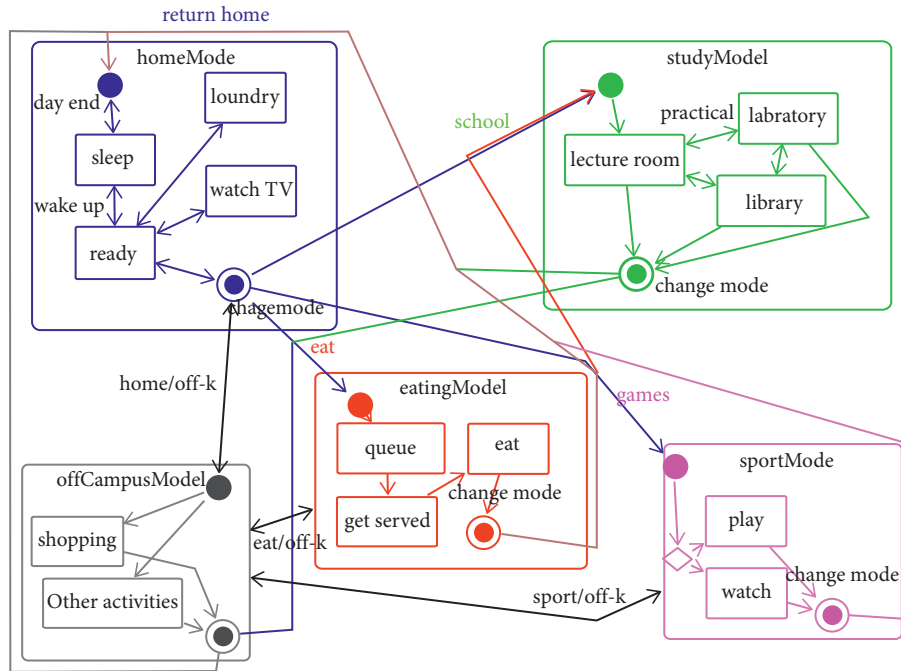 return home
homeMode
day end
loundry
sleep
watch TV
wake up
ready
chagemode
studyModel
school
practical
labratory
lecture room
library
change mode
home/off-k
eat
eatingModel
queue
eat
change mode
get served
games
sportMode
play
watch
change mode
offCampusModel
shopping
Other activities
eat/off-k
sport/off-k